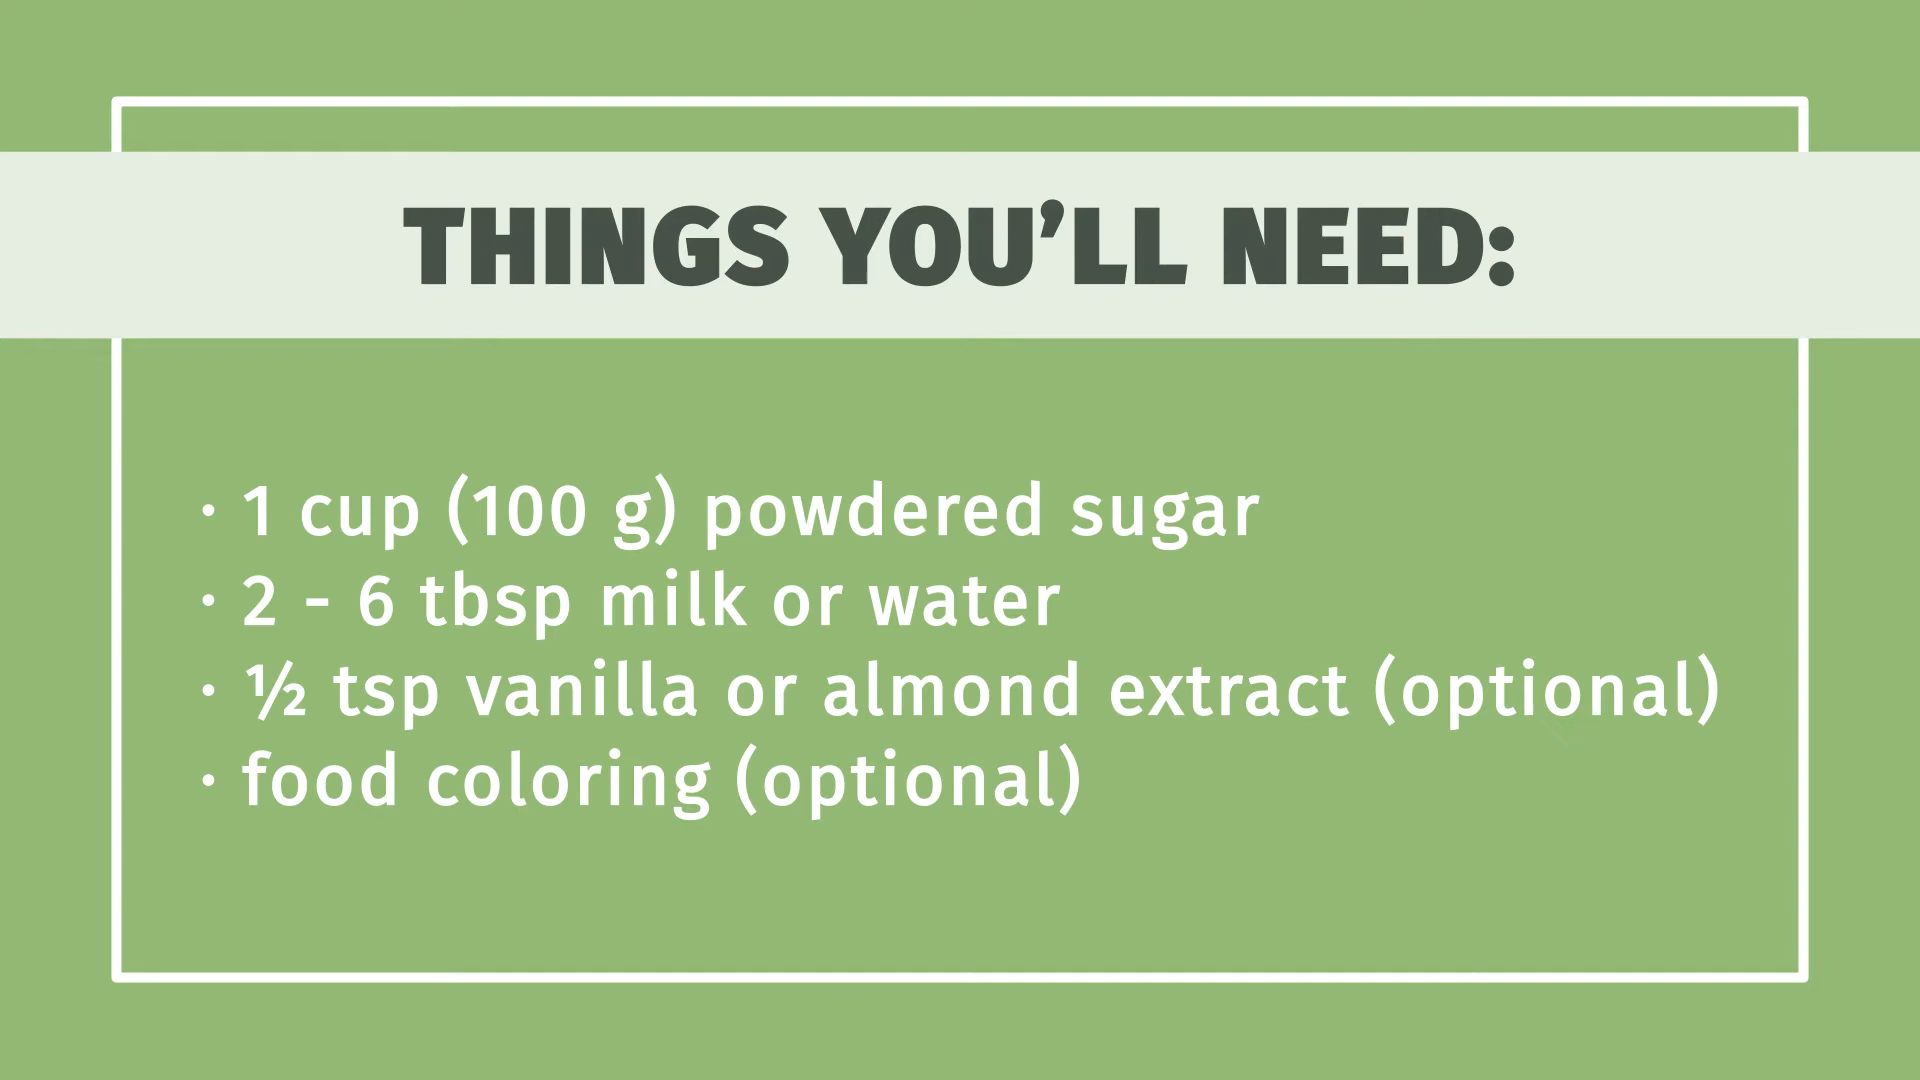 THINGS YOU’LL NEED:
· 1 cup (100 g) powdered sugar
· 2 - 6 tbsp milk or water
· ½ tsp vanilla or almond extract (optional)
· food coloring (optional)